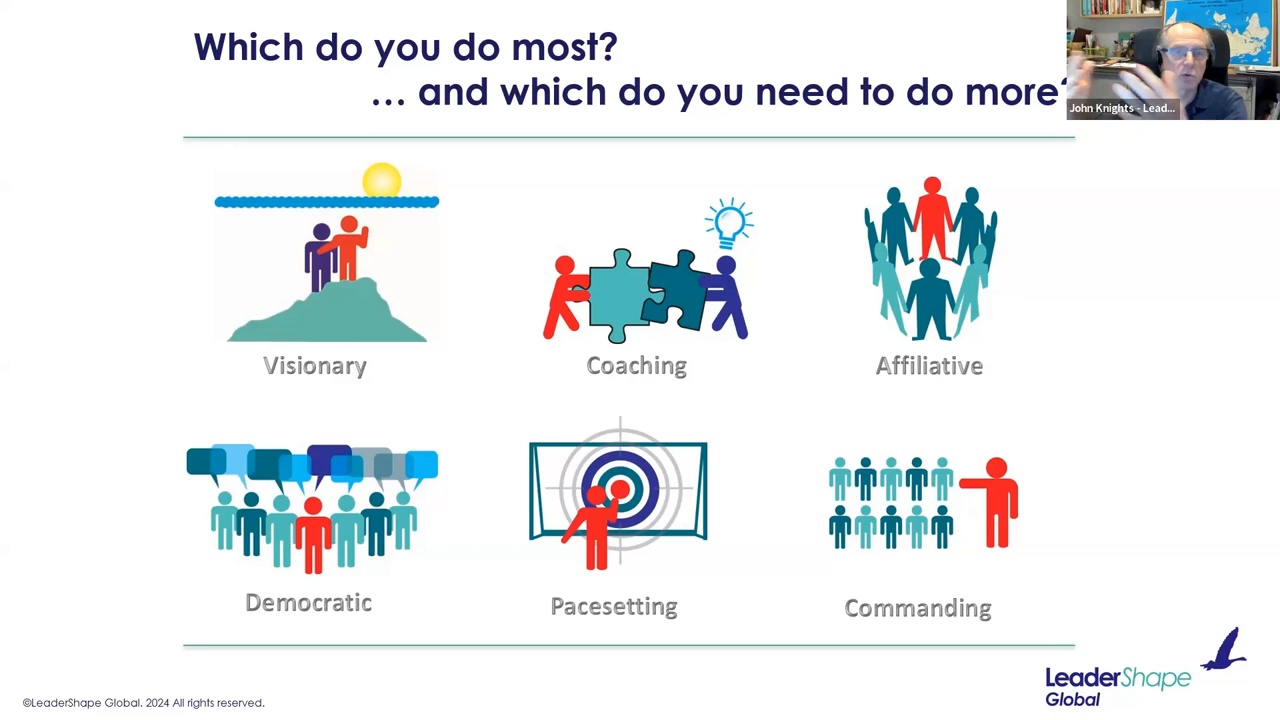 Which do you do most?
… and which do you need to do more?
John Knights - Lead...
Visionary
Coaching
Affiliative
Democratic
Pacesetting
Commanding
LeaderShape
Global
©LeaderShape Global. 2024 All rights reserved.